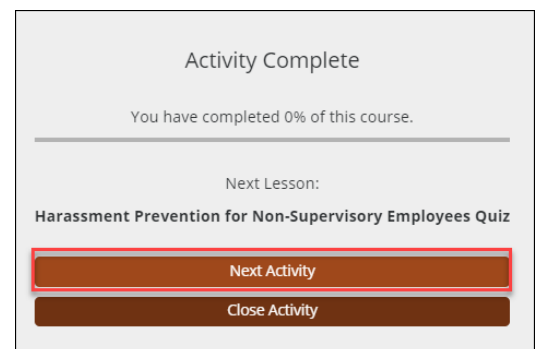 Activity Complete
You have completed 0% of this course.
Next Lesson:
Harassment Prevention for Non-Supervisory Employees Quiz
Next Activity
Close Activity